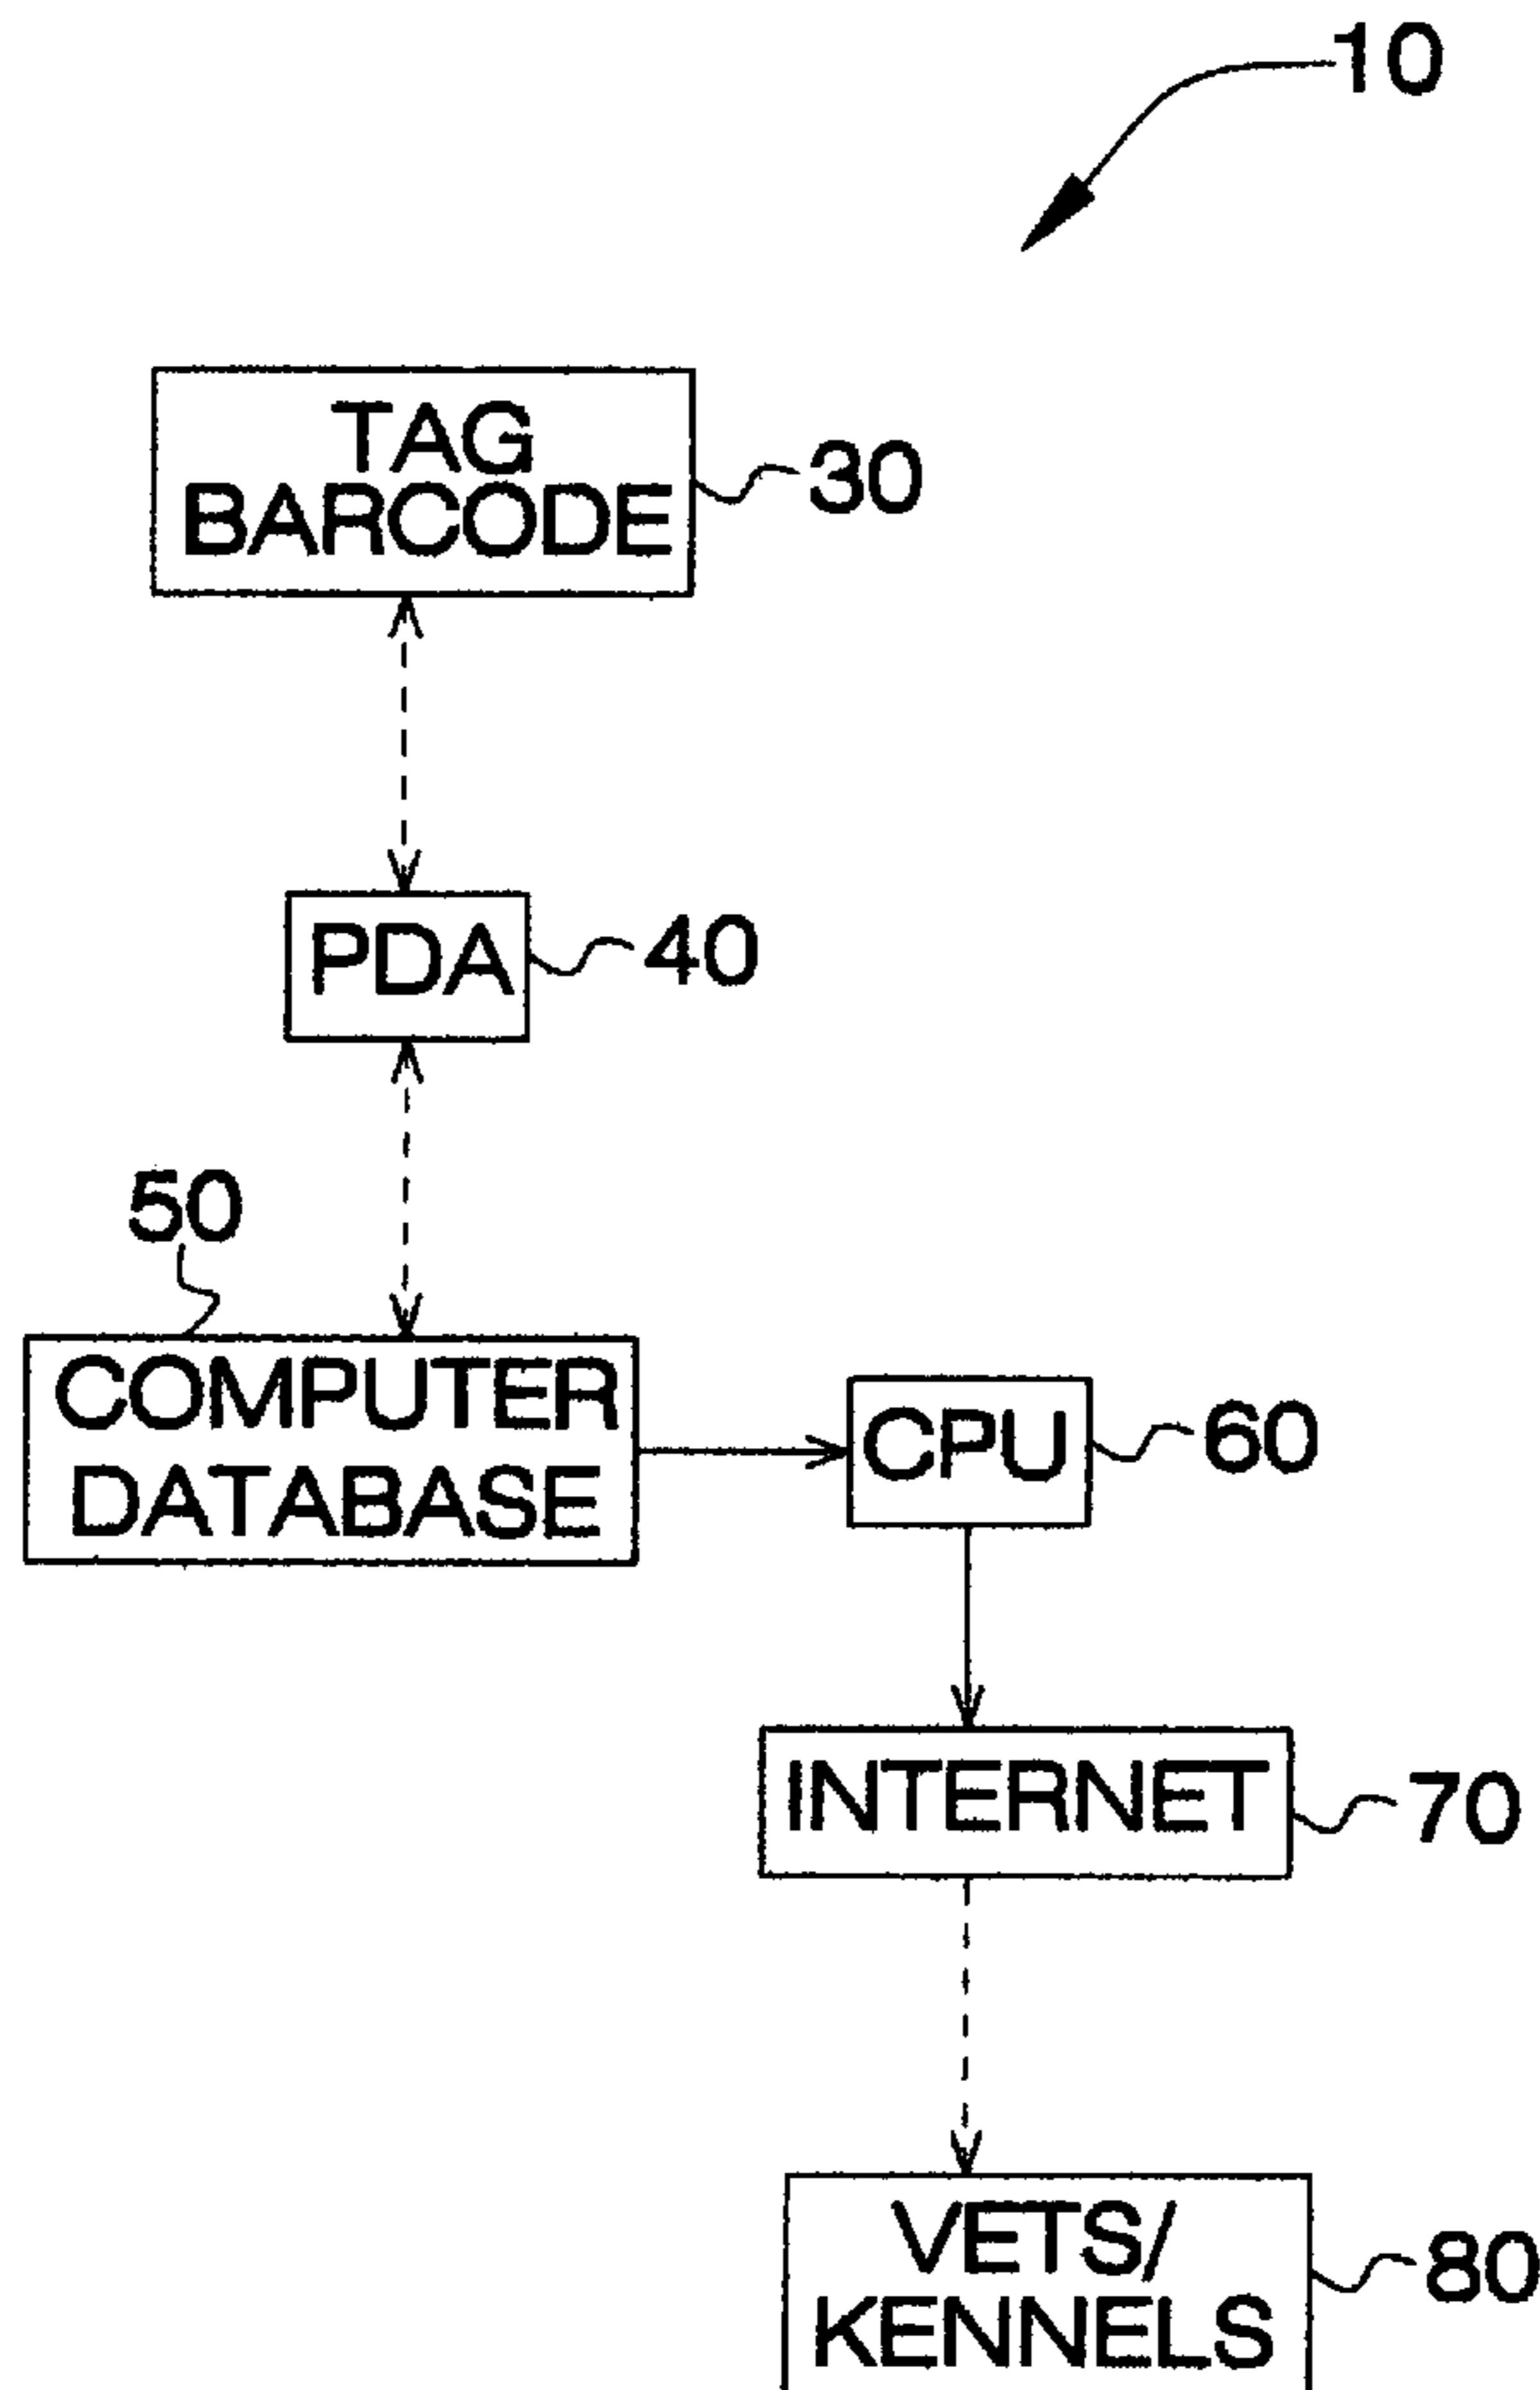 10
TAG
BARCODE
30
PDA
40
50
COMPUTER
DATABASE
CPU
60
INTERNET
70
VETS/
KENNELS
80